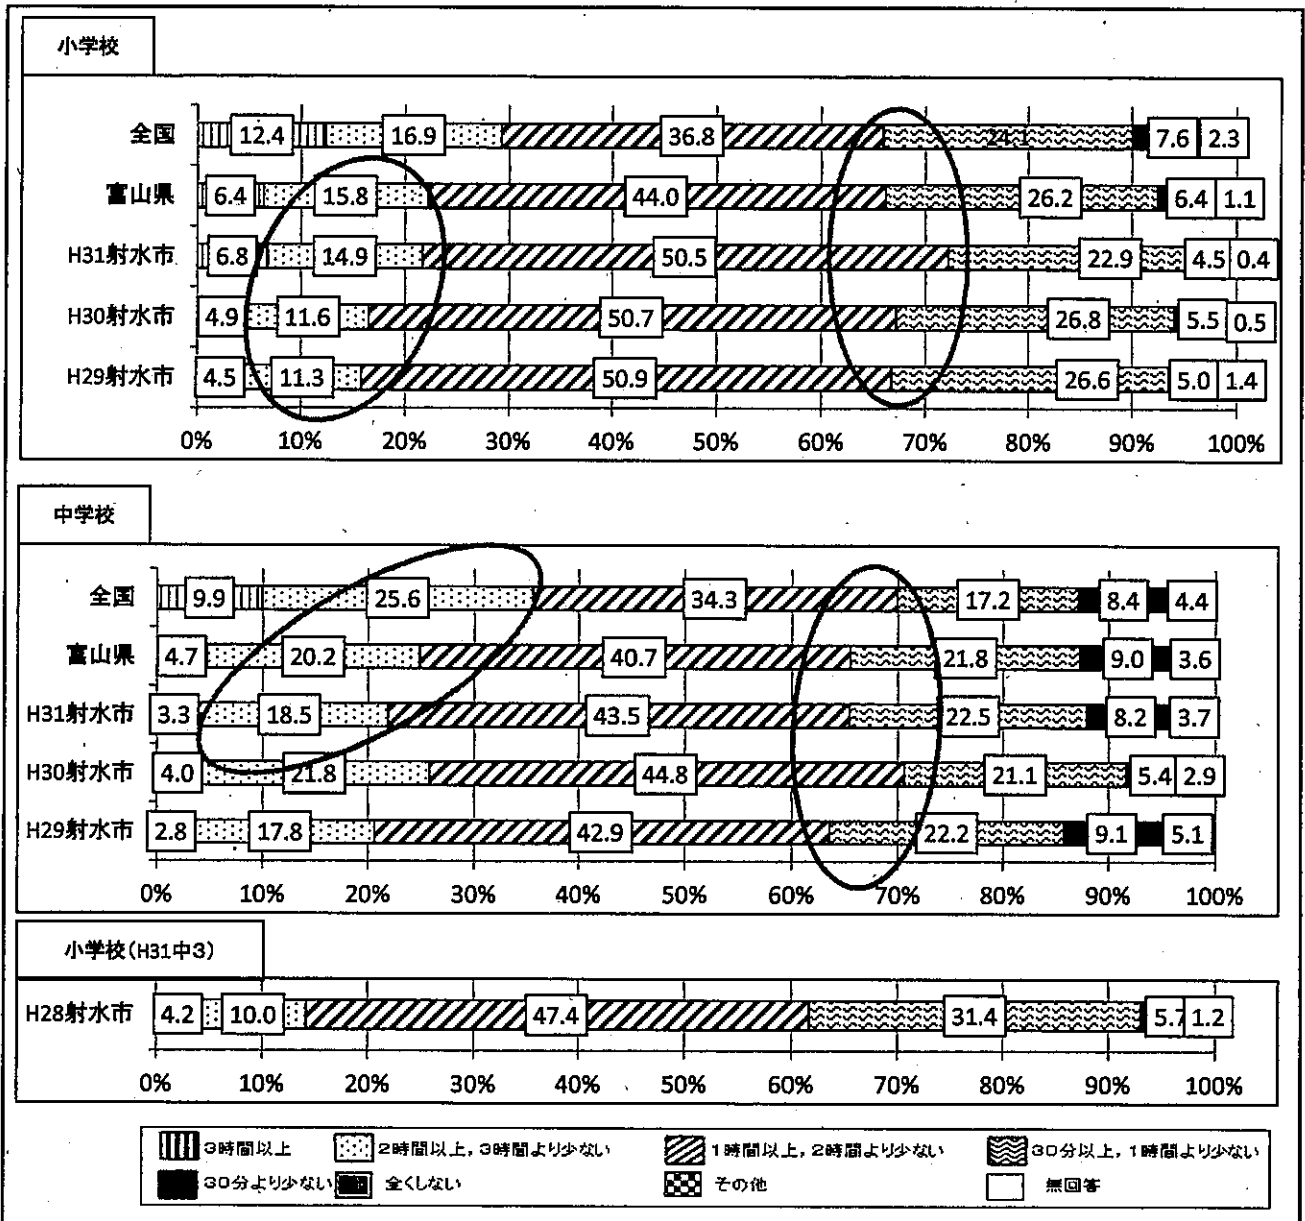 小学校
全国 12.4 16.9 36.8 24.1 7.6 2.3
富山県 6.4 15.8 44.0 26.2 6.4 1.1
H31射水市 6.8 14.9 50.5 22.9 4.5 0.4
H30射水市 4.9 11.6 50.7 26.8 5.5 0.5
H29射水市 4.5 11.3 50.9 26.6 5.0 1.4
0% 10% 20% 30% 40% 50% 60% 70% 80% 90% 100%
中学校
全国 9.9 25.6 34.3 17.2 8.4 4.4
富山県 4.7 20.2 40.7 21.8 9.0 3.6
H31射水市 3.3 18.5 43.5 22.5 8.2 3.7
H30射水市 4.0 21.8 44.8 21.1 5.4 2.9
H29射水市 2.8 17.8 42.9 22.2 9.1 5.1
0% 10% 20% 30% 40% 50% 60% 70% 80% 90% 100%
小学校(H31中3)
H28射水市 4.2 10.0 47.4 31.4 5.7 1.2
0% 10% 20% 30% 40% 50% 60% 70% 80% 90% 100%
3時間以上 2時間以上，3時間より少ない 1時間以上，2時間より少ない 30分以上，1時間より少ない
30分より少ない 全くしない その他 無回答